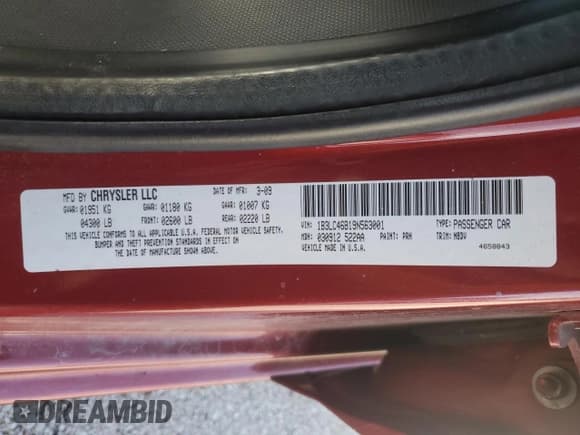 MFD BY CHRYSLER LLC DATE OF MFR: 3-09
GVWR: 01951 KG GAWR: 01180 KG GAWR: 01007 KG
04300 LB FRONT: 02600 LB REAR: 02220 LB
THIS VEHICLE CONFORMS TO ALL APPLICABLE U.S.A. FEDERAL MOTOR VEHICLE SAFETY,
BUMPER AND THEFT PREVENTION STANDARDS IN EFFECT ON
THE DATE OF MANUFACTURE SHOWN ABOVE.
VIN: 1B3LC46B19N563001 TYPE: PASSENGER CAR
MDH: 030912 522AA PAINT: PRH TRIM: MBDV
VEHICLE MADE IN U.S.A. 4658043
DREAMBID